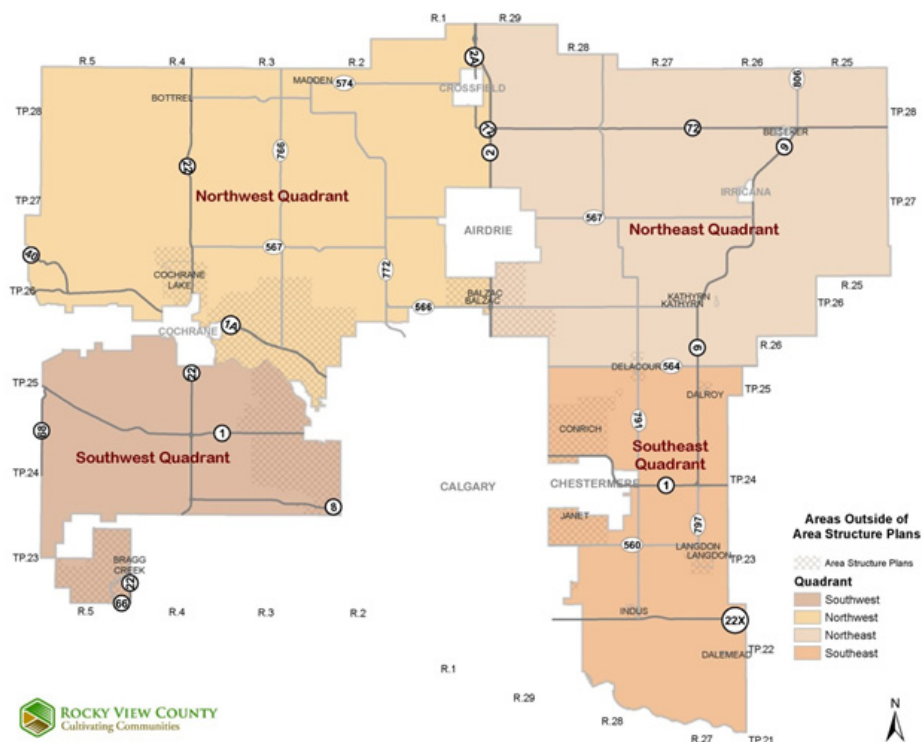 R.1
R.29
R.5
R.4
R.3
R.2
R.28
R.27
R.26
R.25
2A
MADDEN
574
CROSSFIELD
806
BOTTREL
TP.28
TP.28
72
BEISEKER
9
766
2
22
Northwest Quadrant
IRRICANA
TP.27
TP.27
567
AIRDRIE
Northeast Quadrant
567
40
772
COCHRANE
LAKE
R.25
TP.26
BALZAC
BALZAC
KATHYRN
KATHYRN
TP.26
566
COCHRANE
1A
9
R.26
22
DELACOUR
564
TP.25
TP.25
DALROY
68
791
1
CONRICH
Southwest Quadrant
Southeast
Quadrant
TP.24
CALGARY
CHESTERMERE
1
TP.24
8
JANET
797
Areas Outside of
Area Structure Plans
560
LANGDON
LANGDON
TP.23
TP.23
Area Structure Plans
BRAGG
CREEK
22
Quadrant
Southwest
66
R.5
R.4
R.3
R.2
INDUS
22X
Northwest
Northeast
TP.22
Southeast
DALEMEAD
R.1
R.29
R.28
R.27
TP.21
ROCKY VIEW COUNTY
Cultivating Communities
N